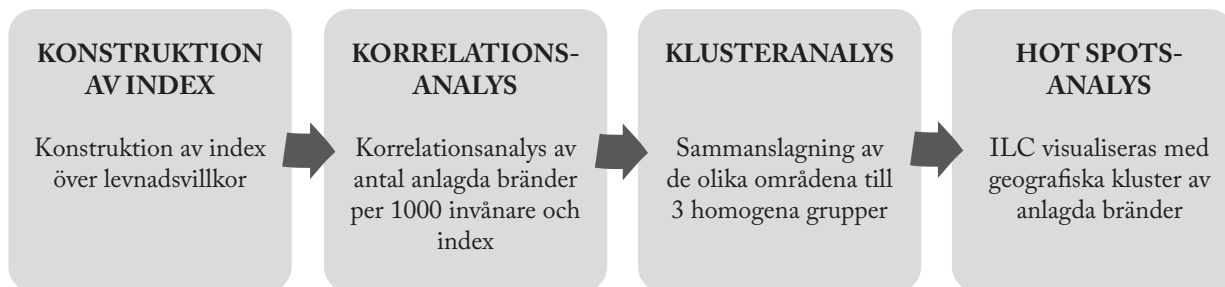 KONSTRUKTION
AV INDEX
Konstruktion av index
över levnadsvillkor
KORRELATIONS-
ANALYS
Korrelationsanalys av
antal anlagda bränder
per 1000 invånare och
index
KLUSTERANALYS
Sammanslagning av
de olika områdena till
3 homogena grupper
HOT SPOTS-
ANALYS
ILC visualiseras med
geografiska kluster av
anlagda bränder